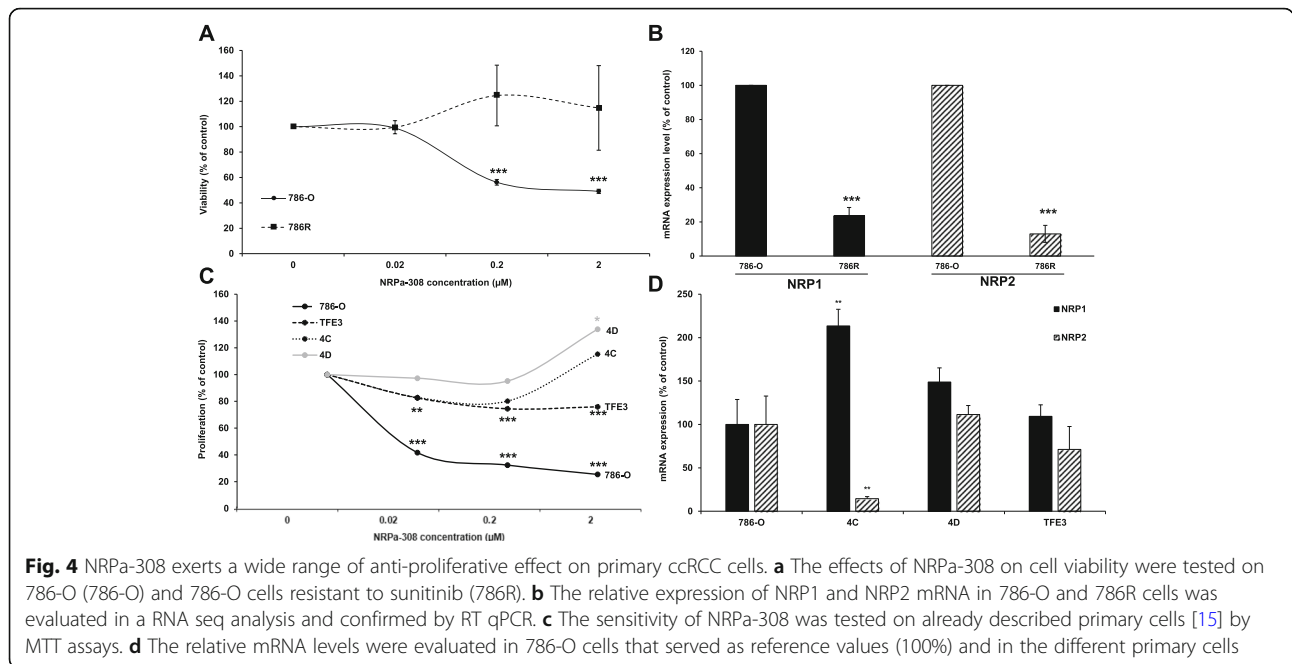 A
160
140
120
100
80
60
40
20
0
Viability (% of control)
***
***
786-O
786R
0
0.02
0.2
2
NRPa-308 concentration (µM)
B
120
100
80
60
40
20
0
mRNA expression level (% of control)
***
***
786-O
786R
786-O
786R
NRP1
NRP2
C
160
140
120
100
80
60
40
20
0
Proliferation (% of control)
786-O
TFE3
4C
4D
*
4D
4C
TFE3
***
**
***
***
***
***
786-O
0
0.02
0.2
2
NRPa-308 concentration (µM)
D
250
200
150
100
50
0
mRNA expression (% of control)
**
**
NRP1
NRP2
786-O
4C
4D
TFE3
Fig. 4 NRPa-308 exerts a wide range of anti-proliferative effect on primary ccRCC cells. a The effects of NRPa-308 on cell viability were tested on
786-O (786-O) and 786-O cells resistant to sunitinib (786R). b The relative expression of NRP1 and NRP2 mRNA in 786-O and 786R cells was
evaluated in a RNA seq analysis and confirmed by RT qPCR. c The sensitivity of NRPa-308 was tested on already described primary cells [15] by
MTT assays. d The relative mRNA levels were evaluated in 786-O cells that served as reference values (100%) and in the different primary cells